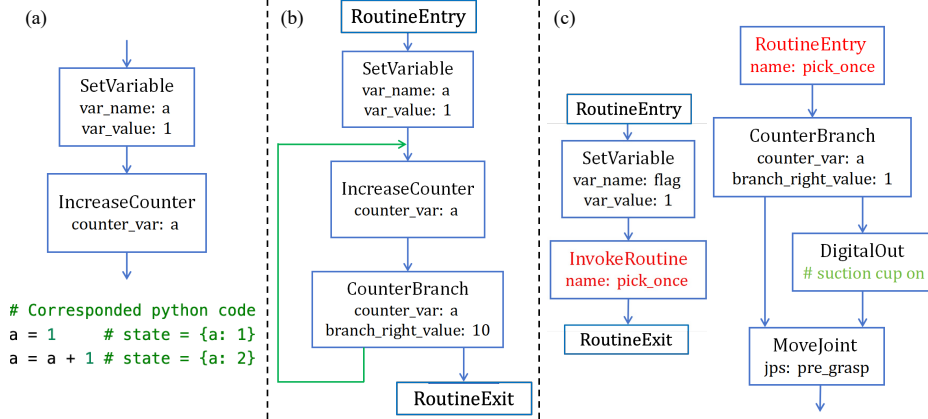 (a)
SetVariable
var_name: a
var_value: 1
IncreaseCounter
counter_var: a
# Corresponded python code
a = 1 # state = {a: 1}
a = a + 1 # state = {a: 2}
(b)
RoutineEntry
SetVariable
var_name: a
var_value: 1
IncreaseCounter
counter_var: a
CounterBranch
counter_var: a
branch_right_value: 10
RoutineExit
(c)
RoutineEntry
SetVariable
var_name: flag
var_value: 1
InvokeRoutine
name: pick_once
RoutineExit
RoutineEntry
name: pick_once
CounterBranch
counter_var: a
branch_right_value: 1
DigitalOut
# suction cup on
MoveJoint
jps: pre_grasp